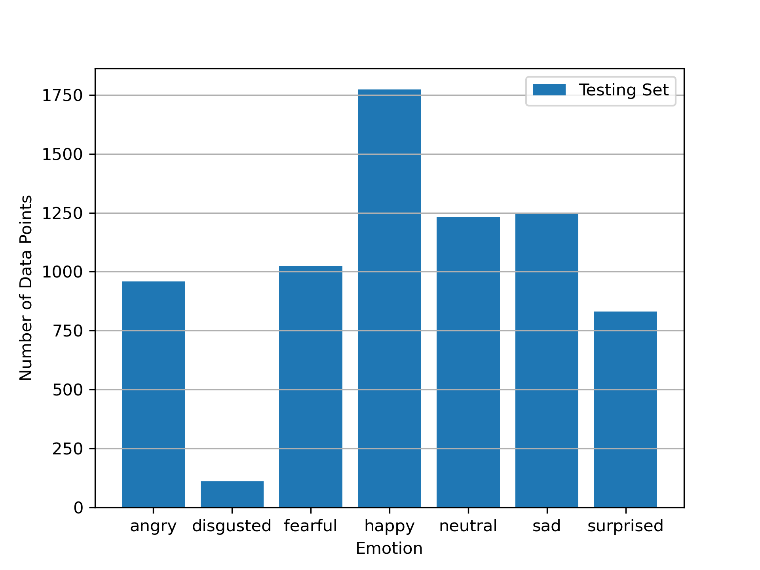 Testing Set
1750
1500
1250
1000
750
500
250
0
Number of Data Points
angry disgusted fearful happy neutral sad surprised
Emotion